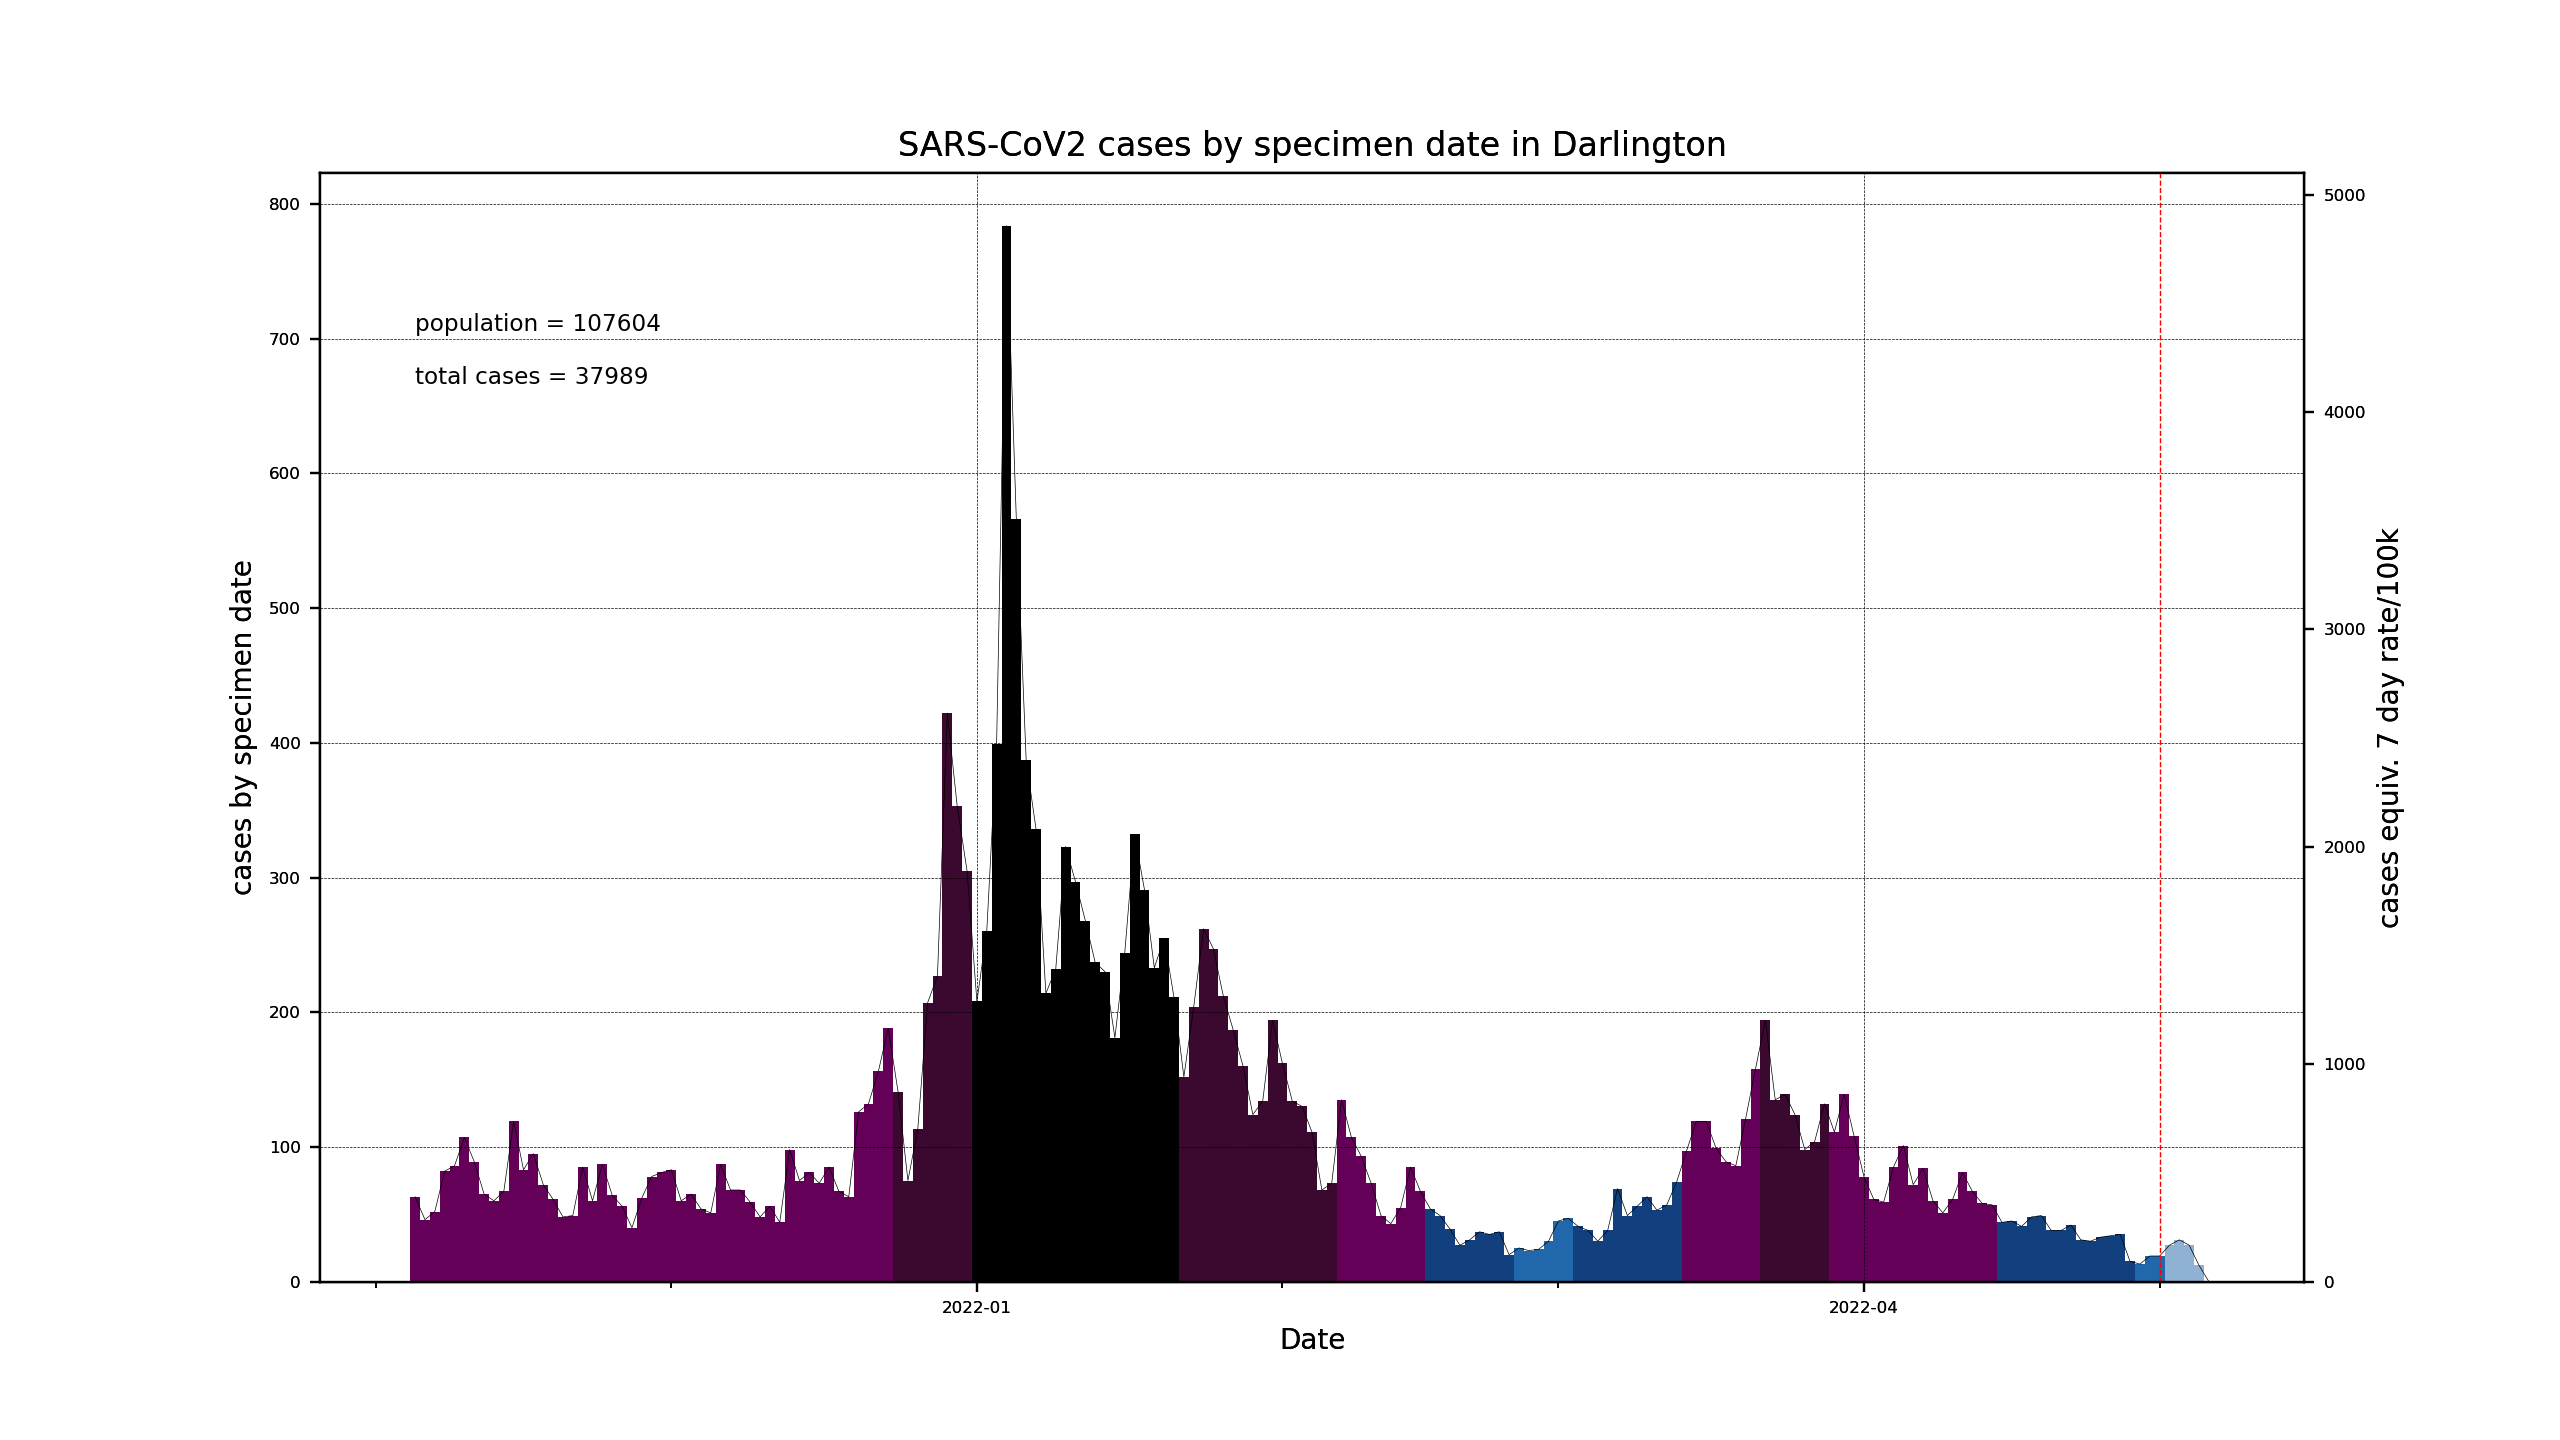 SARS-CoV2 cases by specimen date in Darlington
population = 107604
total cases = 37989
cases by specimen date
800
700
600
500
400
300
200
100
0
5000
4000
3000
2000
1000
0
cases equiv. 7 day rate/100k
2022-01
2022-04
Date